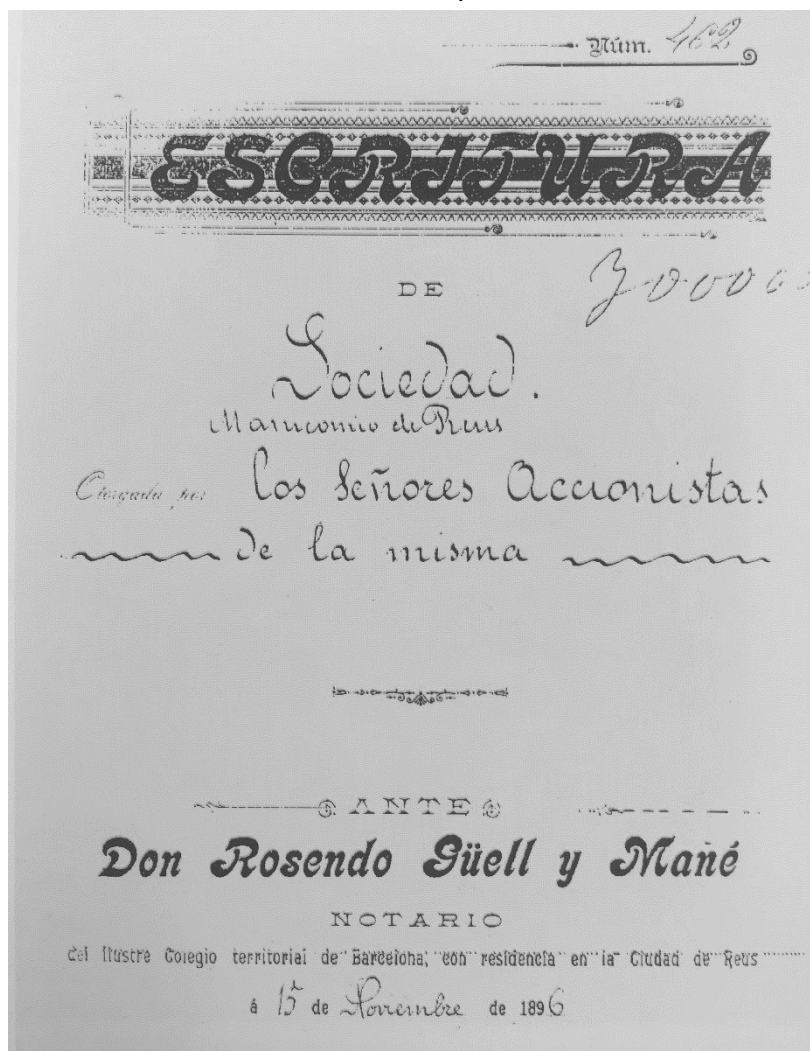 Núm. 462
ESCRITURA
DE
Sociedad.
Manicomio de Reus
Otorgada por los Señores Accionistas
de la misma
ANTE
Don Rosendo Güell y Mañé
NOTARIO
del Ilustre Colegio territorial de Barcelona, con residencia en la Ciudad de Reus
á 15 de Noviembre de 1896